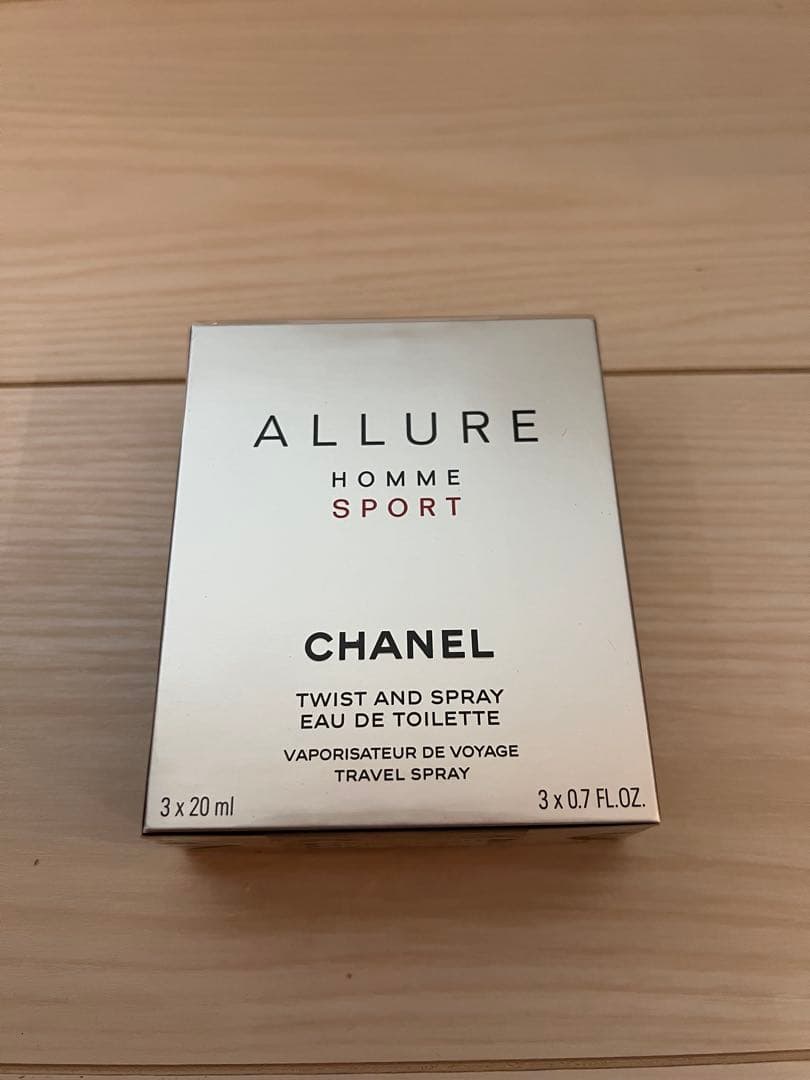 ALLURE
HOMME
SPORT
CHANEL
TWIST AND SPRAY
EAU DE TOILETTE
VAPORISATEUR DE VOYAGE
TRAVEL SPRAY
3 x 20 ml
3 x 0.7 FL.OZ.